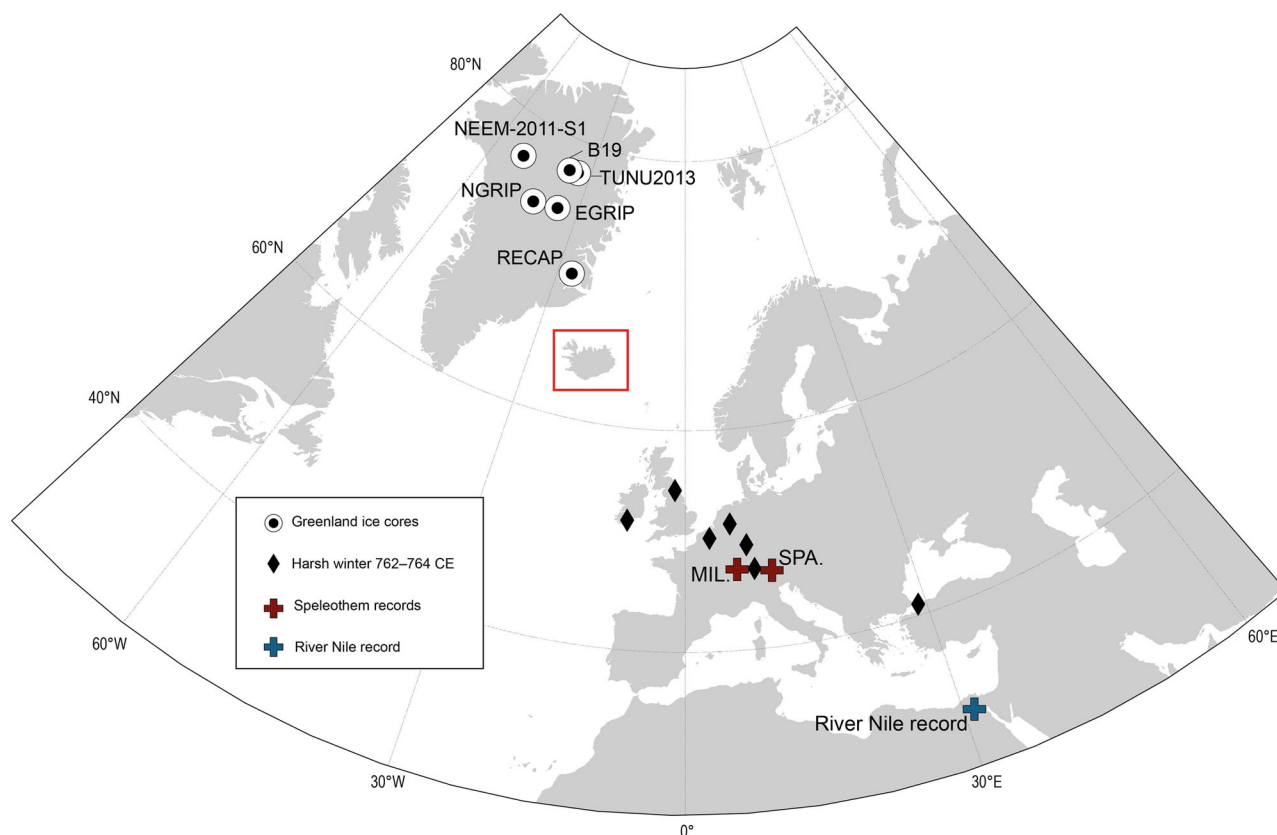 80°N
NEEM-2011-S1
B19
TUNU2013
NGRIP
EGRIP
60°N
RECAP
40°N
Greenland ice cores
Harsh winter 762–764 CE
Speleothem records
River Nile record
MIL.
SPA.
60°W
60°E
River Nile record
30°W
30°E
0°